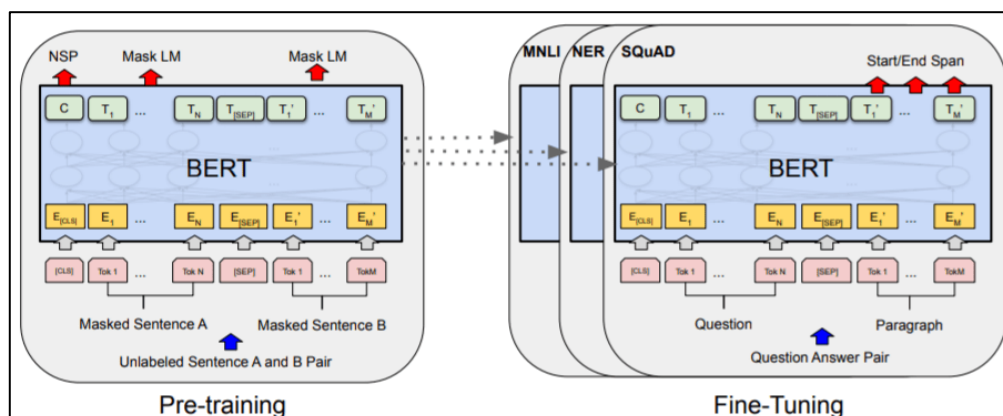 NSP Mask LM Mask LM
C T1 ... TN T[SEP] T1' ... TM'
BERT
E[CLS] E1 ... EN E[SEP] E1' ... EM'
[CLS] Tok 1 ... Tok N [SEP] Tok 1 ... TokM
Masked Sentence A Masked Sentence B
Unlabeled Sentence A and B Pair
Pre-training
MNLI NER SQuAD
Start/End Span
C T1 ... TN T[SEP] T1' ... TM'
BERT
E[CLS] E1 ... EN E[SEP] E1' ... EM'
[CLS] Tok 1 ... Tok N [SEP] Tok 1 ... TokM
Question Paragraph
Question Answer Pair
Fine-Tuning